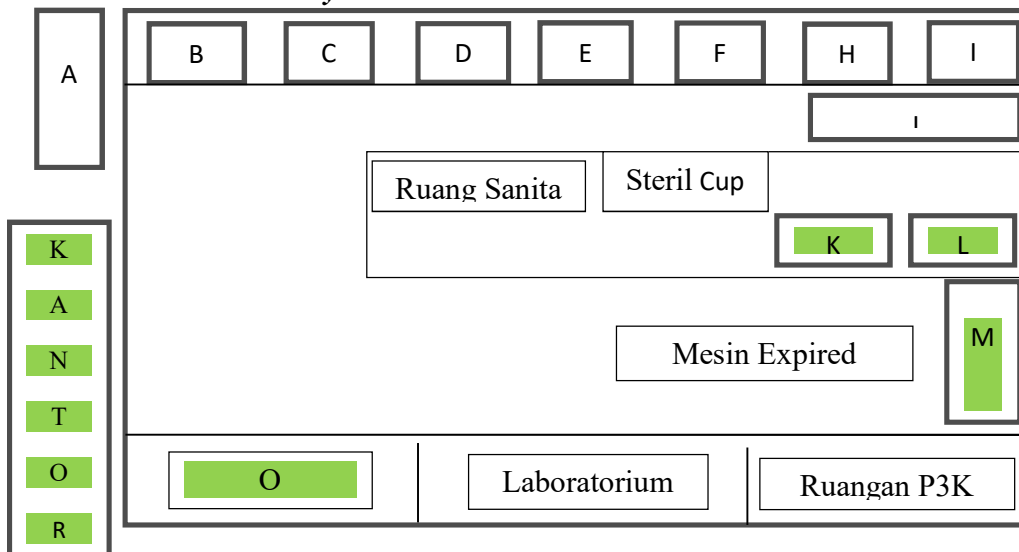 A
B
C
D
E
F
H
I
Ruang Sanita
Steril Cup
K
L
M
Mesin Expired
K
A
N
T
O
R
O
Laboratorium
Ruangan P3K